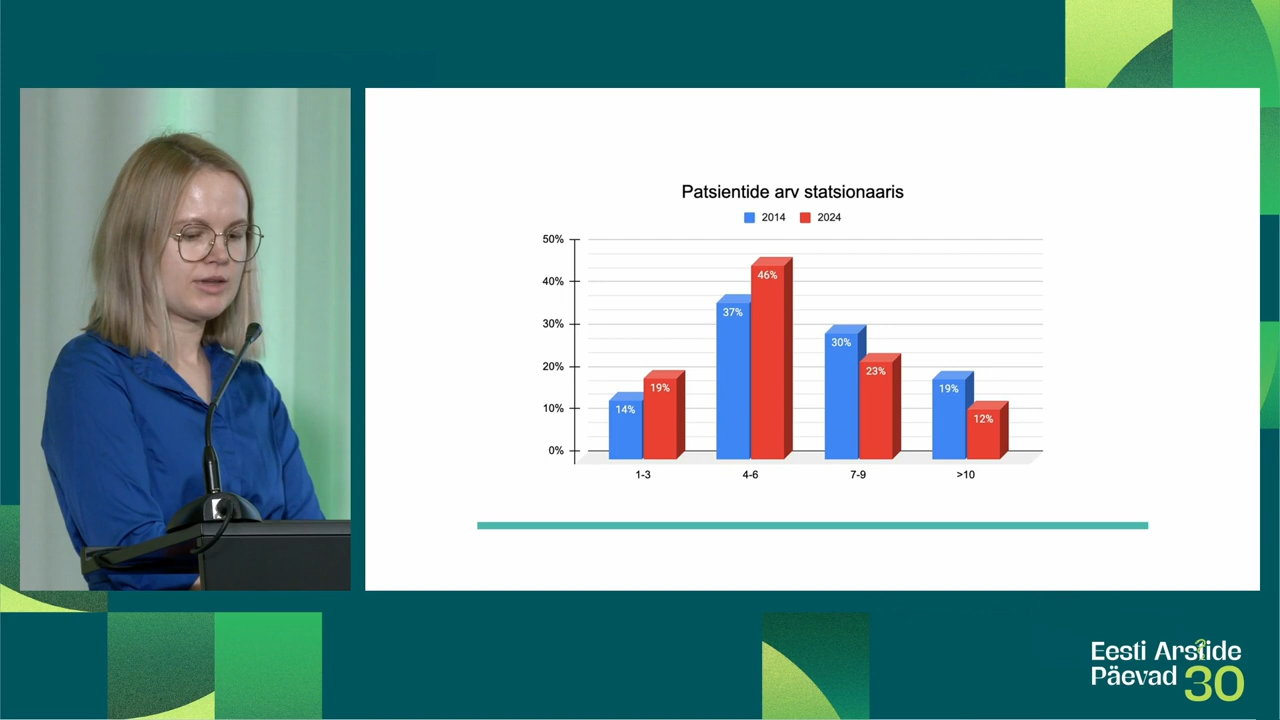 Patsientide arv statsionaaris
2014 2024
50%
40%
30%
20%
10%
0%
14% 19%
37% 46%
30% 23%
19% 12%
1-3 4-6 7-9 >10
Eesti Arstide
Päevad 30